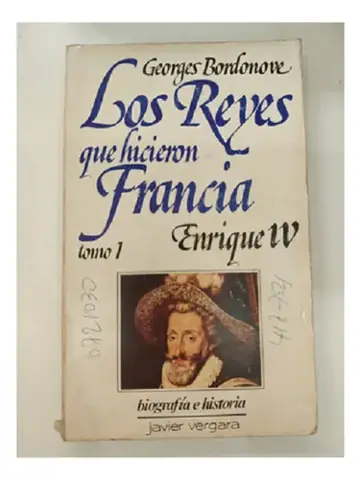 Georges Bordonove
Los Reyes
que hicieron
Francia
tomo 1
Enrique IV
biografía e historia
javier vergara